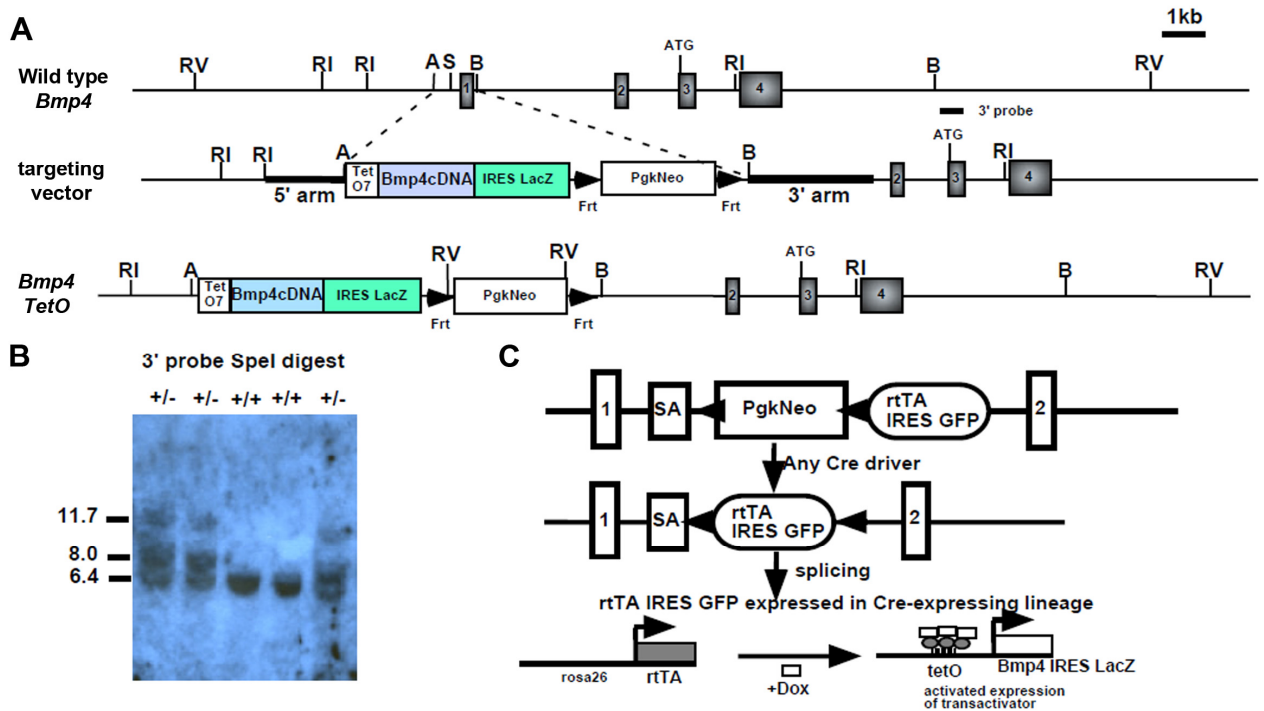 A
1kb
Wild type
Bmp4
RV RI RI A S B ATG RI B RV
1 2 3 4
3' probe
targeting
vector
RI RI A B ATG RI
Tet
O7
Bmp4cDNA IRES LacZ PgkNeo 2 3 4
5' arm Frt Frt 3' arm
Bmp4
TetO
RI A RV RV B ATG RI B RV
Tet
O7
Bmp4cDNA IRES LacZ PgkNeo 2 3 4
Frt Frt
B
3' probe SpeI digest
+/- +/- +/+ +/+ +/-
11.7
8.0
6.4
C
1 SA PgkNeo rtTA
IRES GFP 2
Any Cre driver
1 SA rtTA
IRES GFP 2
splicing
rtTA IRES GFP expressed in Cre-expressing lineage
rosa26 rtTA
+Dox
tetO Bmp4 IRES LacZ
activated expression
of transactivator